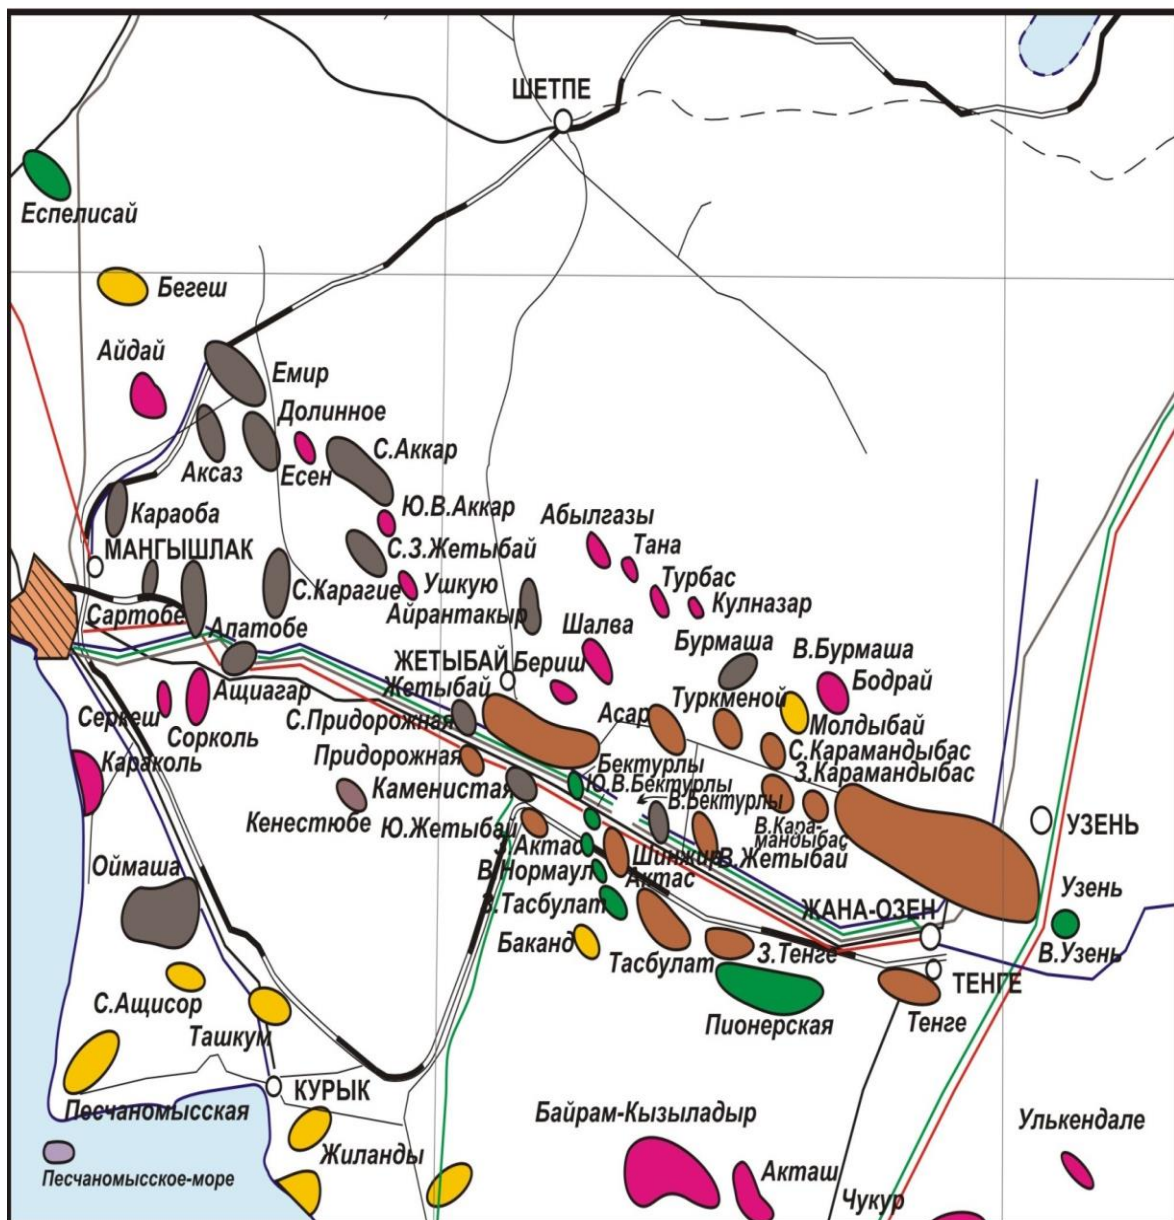 ШЕТПЕ
Еспелисай
Бегеш
Айдай
Емир
Долинное
С.Аккар
Аксаз
Есен
Караоба
Ю.В.Аккар
Абылгазы
МАНГЫШЛАК
С.З.Жетыбай
Тана
Турбас
С.Карагие
Ушкую
Кулназар
Сартобе
Айрантакыр
Алатобе
Шалва
Бурмаша
ЖЕТЫБАЙ
Бериш
В.Бурмаша
Ащиагар
Жетыбай
Бодрай
Серкеш
Туркменой
Сорколь
С.Придорожная
Асар
Молдыбай
Караколь
Придорожная
С.Карамандыбас
Бектурлы
З.Карамандыбас
Каменистая
Ю.В.Бектурлы
В.Бектурлы
Кенестюбе
Ю.Жетыбай
В.Кара-
мандыбас
УЗЕНЬ
З.Актас
Шинжир
В.Жетыбай
Оймаша
В.Нормаул
Актас
Узень
З.Тасбулат
ЖАНА-ОЗЕН
Баканд
З.Тенге
В.Узень
Тасбулат
ТЕНГЕ
С.Ащисор
Тенге
Ташкум
Пионерская
КУРЫК
Песчаномысская
Байрам-Кызыладыр
Улькендале
Жиланды
Песчаномысское-море
Акташ
Чукур